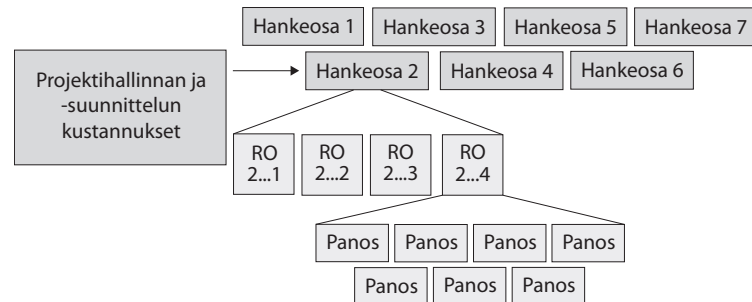 Hankeosa 1
Hankeosa 3
Hankeosa 5
Hankeosa 7
Projektihallinnan ja
-suunnittelun
kustannukset
Hankeosa 2
Hankeosa 4
Hankeosa 6
RO
2...1
RO
2...2
RO
2...3
RO
2...4
Panos
Panos
Panos
Panos
Panos
Panos
Panos